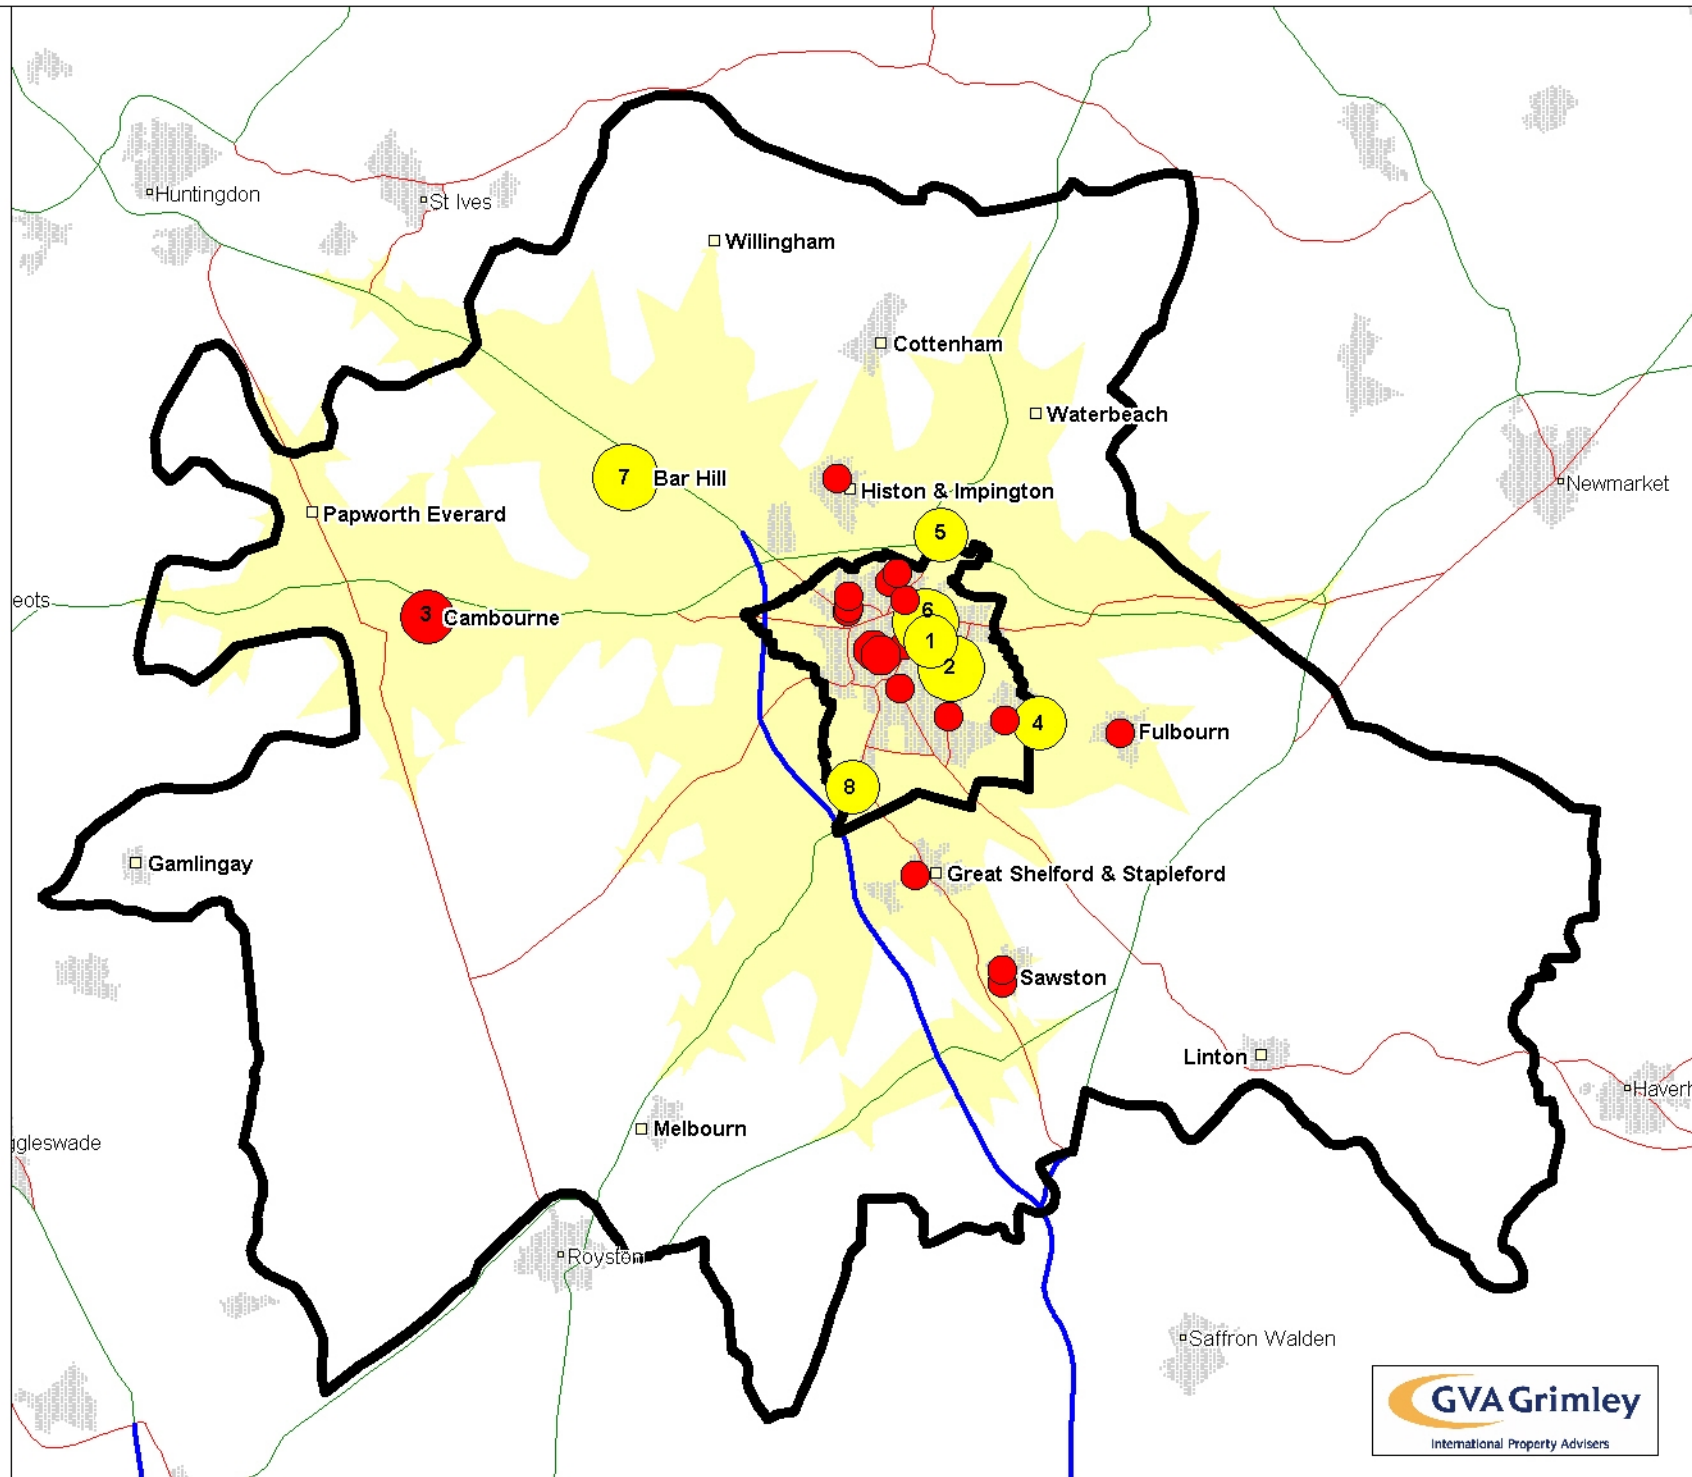 Huntingdon
St Ives
Willingham
Cottenham
Waterbeach
7
Bar Hill
Histon & Impington
Newmarket
Papworth Everard
5
eots
3
Cambourne
6
1
2
4
Fulbourn
8
Gamlingay
Great Shelford & Stapleford
Sawston
Linton
Haverh
Melbourn
ggleswade
Royston
Saffron Walden
GVA Grimley
International Property Advisers